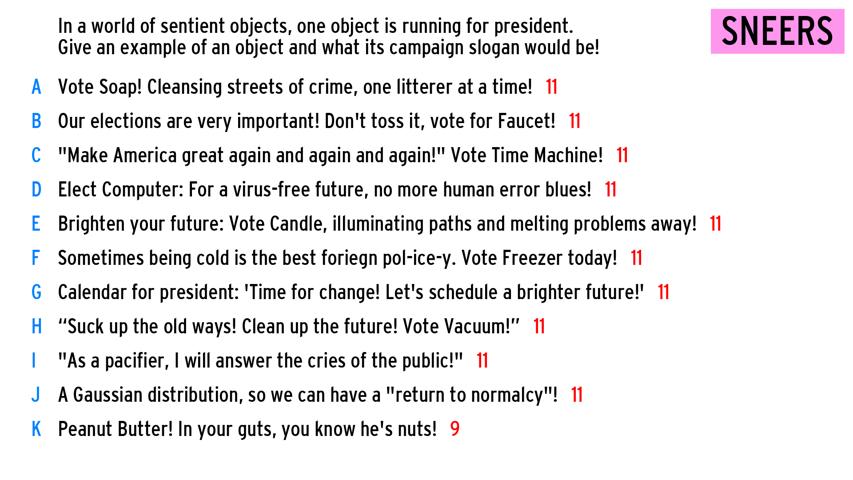 In a world of sentient objects, one object is running for president.
Give an example of an object and what its campaign slogan would be!
SNEERS
A Vote Soap! Cleansing streets of crime, one litterer at a time! 11
B Our elections are very important! Don't toss it, vote for Faucet! 11
C "Make America great again and again and again!" Vote Time Machine! 11
D Elect Computer: For a virus-free future, no more human error blues! 11
E Brighten your future: Vote Candle, illuminating paths and melting problems away! 11
F Sometimes being cold is the best foriegn pol-ice-y. Vote Freezer today! 11
G Calendar for president: 'Time for change! Let's schedule a brighter future!' 11
H “Suck up the old ways! Clean up the future! Vote Vacuum!” 11
I "As a pacifier, I will answer the cries of the public!" 11
J A Gaussian distribution, so we can have a "return to normalcy"! 11
K Peanut Butter! In your guts, you know he's nuts! 9